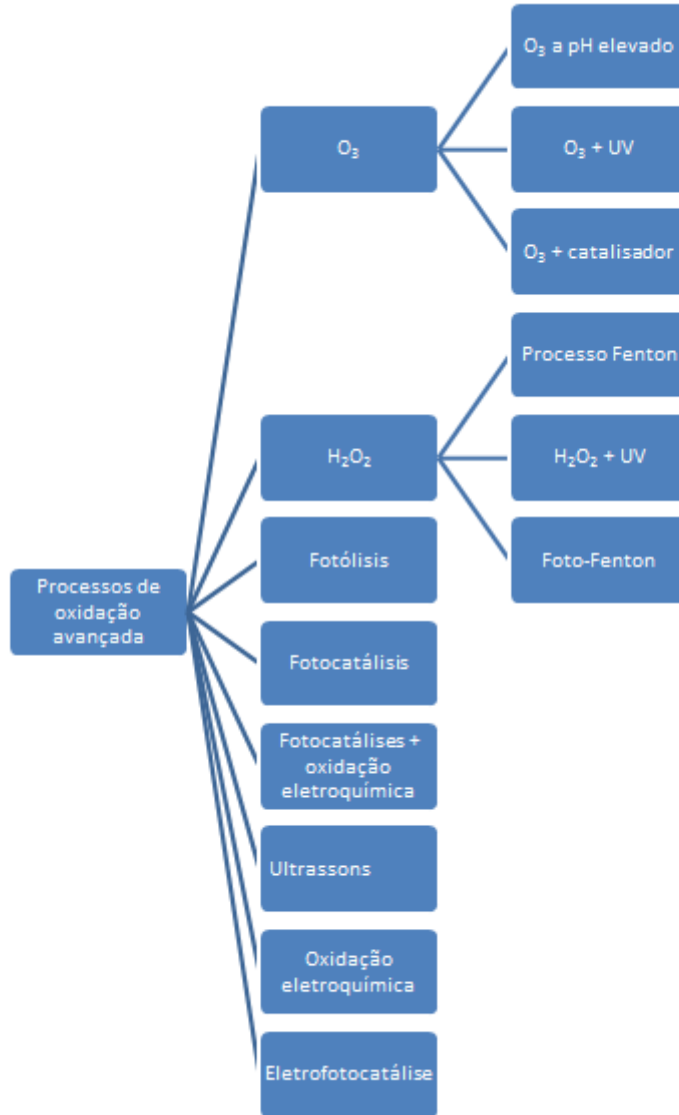 O₃ a pH elevado
O₃
O₃ + UV
O₃ + catalisador
Processo Fenton
H₂O₂
H₂O₂ + UV
Fotólisis
Foto-Fenton
Processos de
oxidação
avançada
Fotocatálisis
Fotocatálises +
oxidação
eletroquímica
Ultrassons
Oxidação
eletroquímica
Eletrofotocatálise